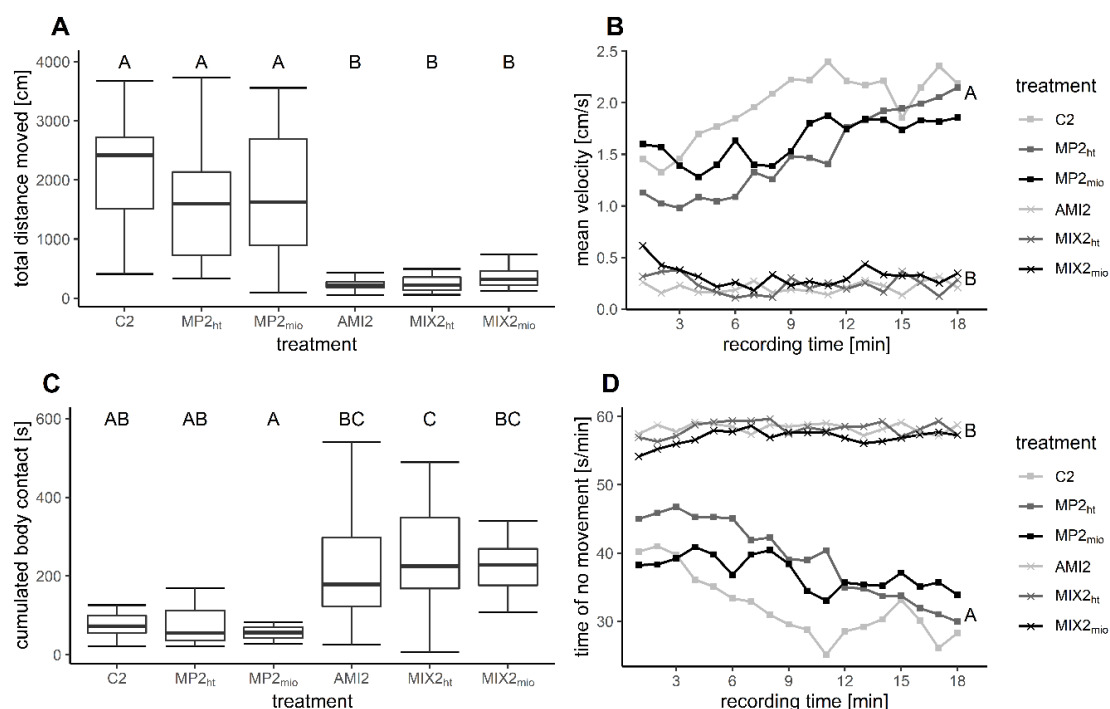 A
total distance moved [cm]
4000
3000
2000
1000
0
A A A B B B
C2 MP2ht MP2mio AMI2 MIX2ht MIX2mio
treatment
B
mean velocity [cm/s]
2.5
2.0
1.5
1.0
0.5
0.0
A
B
3 6 9 12 15 18
recording time [min]
treatment
C2
MP2ht
MP2mio
AMI2
MIX2ht
MIX2mio
C
cumulated body contact [s]
600
400
200
0
AB AB A BC C BC
C2 MP2ht MP2mio AMI2 MIX2ht MIX2mio
treatment
D
time of no movement [s/min]
60
50
40
30
B
A
3 6 9 12 15 18
recording time [min]
treatment
C2
MP2ht
MP2mio
AMI2
MIX2ht
MIX2mio